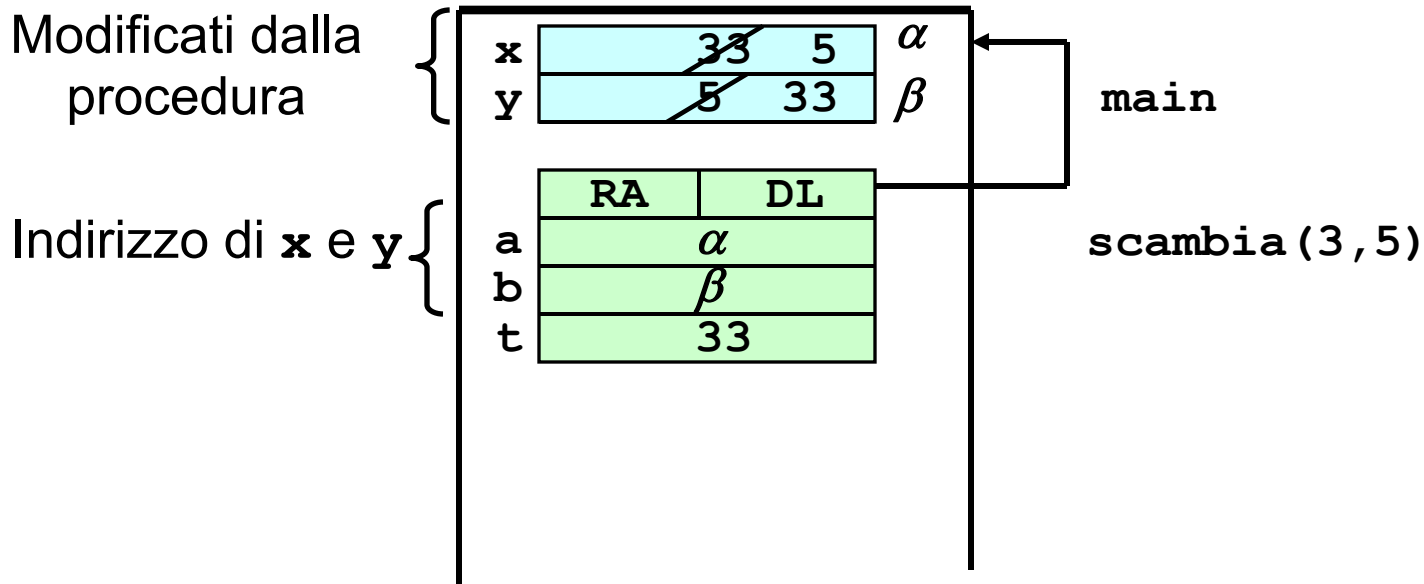 Modificati dalla
procedura
x 33 5 α
y 5 33 β
main
RA DL
Indirizzo di x e y
a α
b β
t 33
scambia(3,5)